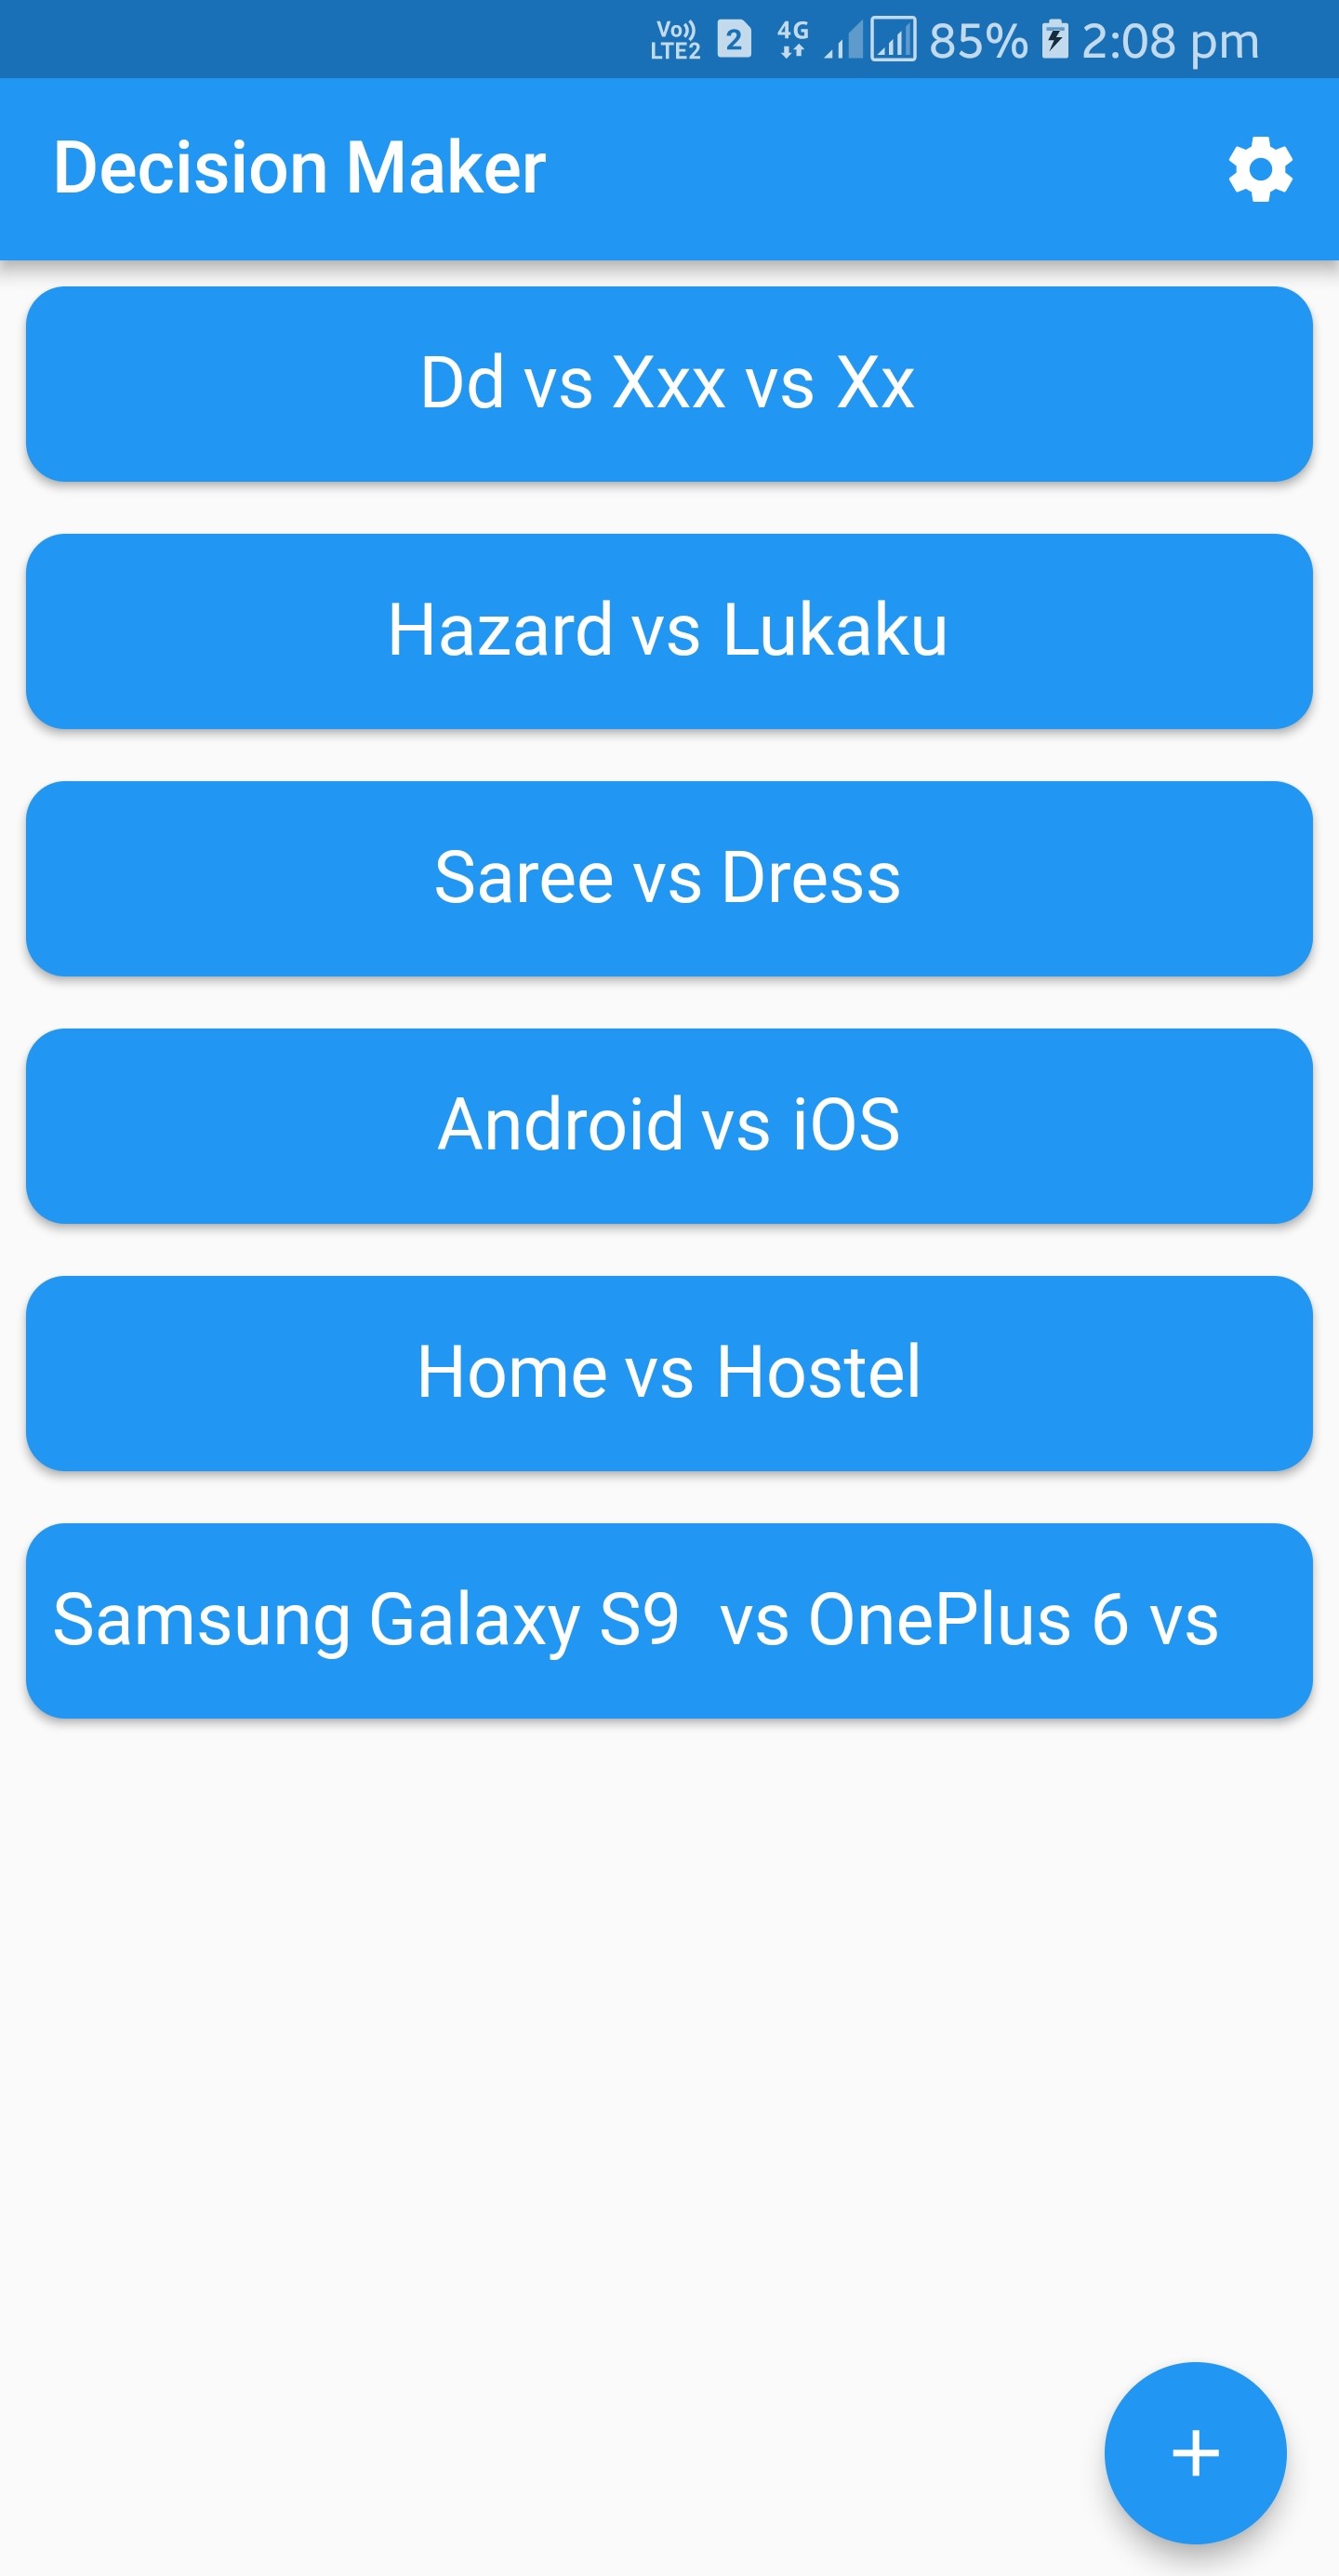 Vo)) LTE2 2 4G 85% 2:08 pm
Decision Maker
Dd vs Xxx vs Xx
Hazard vs Lukaku
Saree vs Dress
Android vs iOS
Home vs Hostel
Samsung Galaxy S9  vs OnePlus 6 vs
+